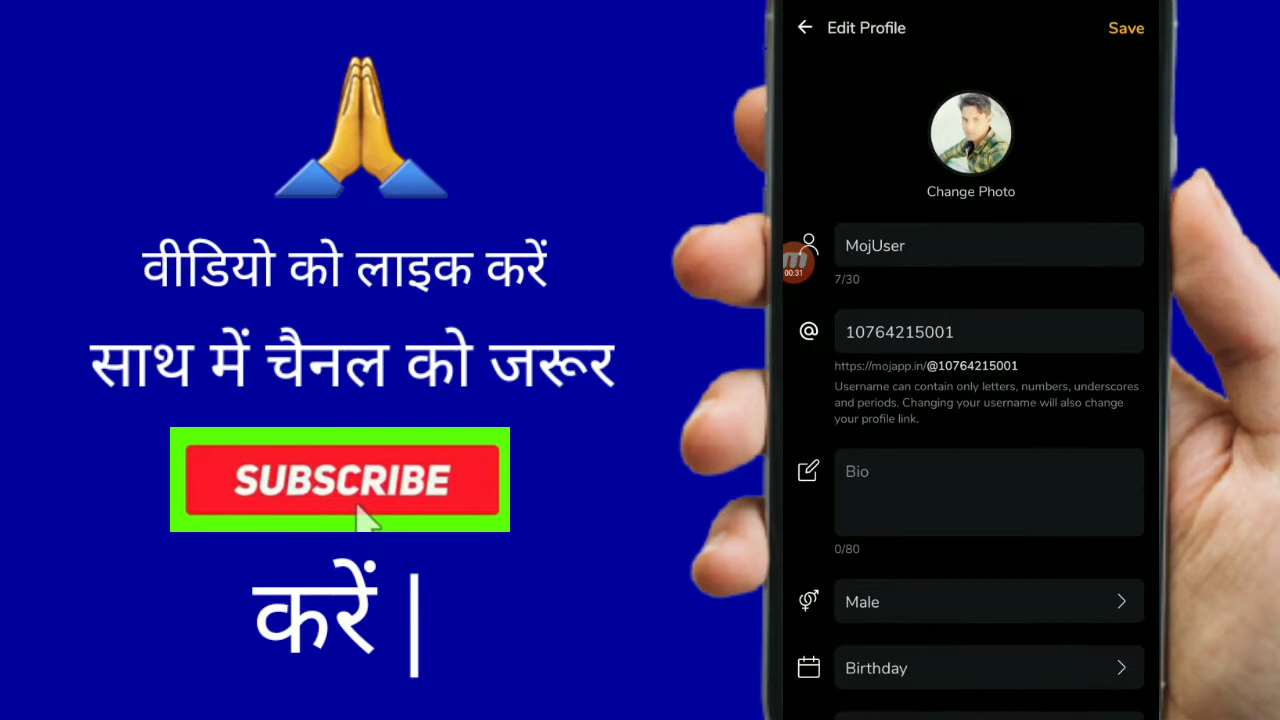 वीडियो को लाइक करें
साथ में चैनल को जरूर
SUBSCRIBE
करें |
Edit Profile
Save
Change Photo
MojUser
00:31
7/30
10764215001
https://mojapp.in/@10764215001
Username can contain only letters, numbers, underscores
and periods. Changing your username will also change
your profile link.
Bio
0/80
Male
Birthday